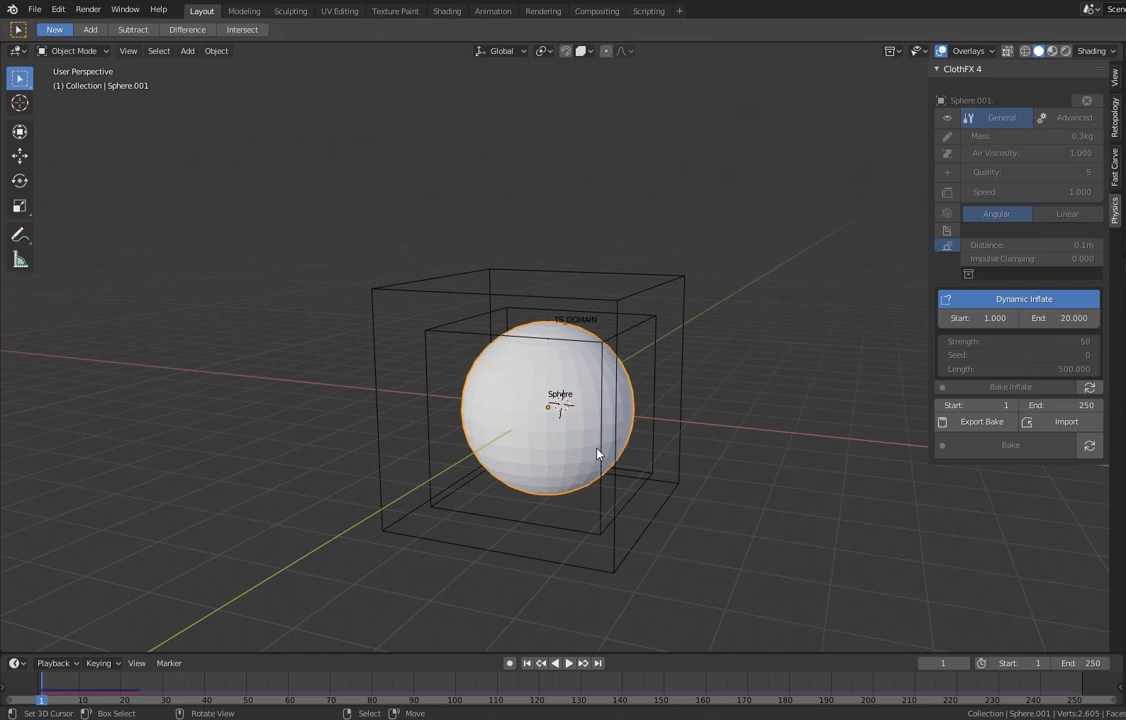 File Edit Render Window Help Layout Modeling Sculpting UV Editing Texture Paint Shading Animation Rendering Compositing Scripting + Scen
New Add Subtract Difference Intersect
Object Mode View Select Add Object Global Overlays Shading
User Perspective
(1) Collection | Sphere.001
ClothFX 4
Sphere.001:
General Advanced
Mass: 0.3kg
Air Viscosity: 1.000
Quality: 5
Speed: 1.000
Angular Linear
Distance: 0.1m
Impulse Clamping: 0.000
Dynamic Inflate
Start: 1.000 End: 20.000
Strength: 50
Seed: 0
Length: 500.000
Bake Inflate
Start: 1 End: 250
Export Bake Import
Bake
View
Retopology
Fast Carve
Physics
TS_DOMAIN
Sphere
Playback Keying View Marker 1 Start: 1 End: 250
1 10 20 30 40 50 60 70 80 90 100 110 120 130 140 150 160 170 180 190 200 210 220 230 240 250
Set 3D Cursor Box Select Rotate View Select Move Collection | Sphere.001 | Verts:2,605 | Faces